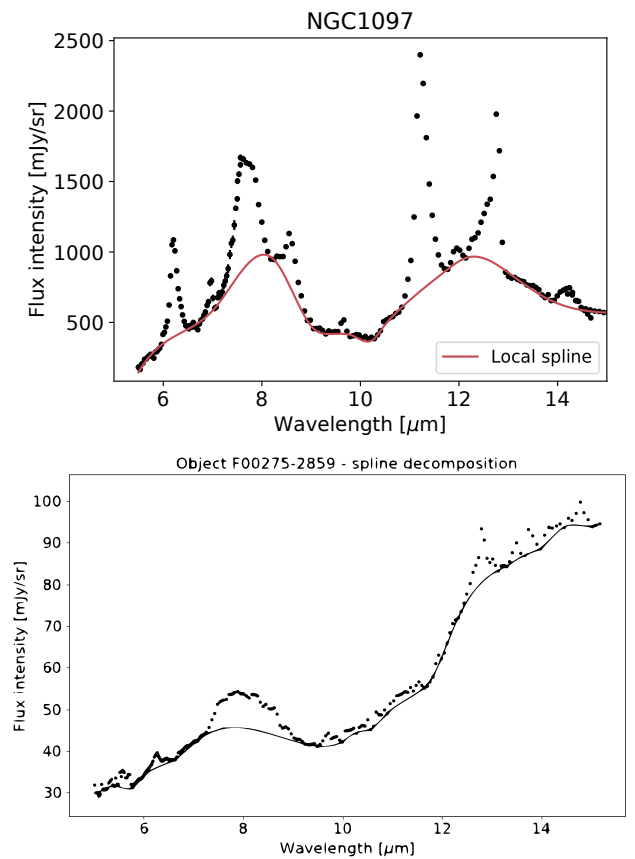 NGC1097
2500
2000
1500
1000
500
Flux intensity [mJy/sr]
Local spline
6 8 10 12 14
Wavelength [μm]
Object F00275-2859 - spline decomposition
100
90
80
70
60
50
40
30
Flux intensity [mJy/sr]
6 8 10 12 14
Wavelength [μm]